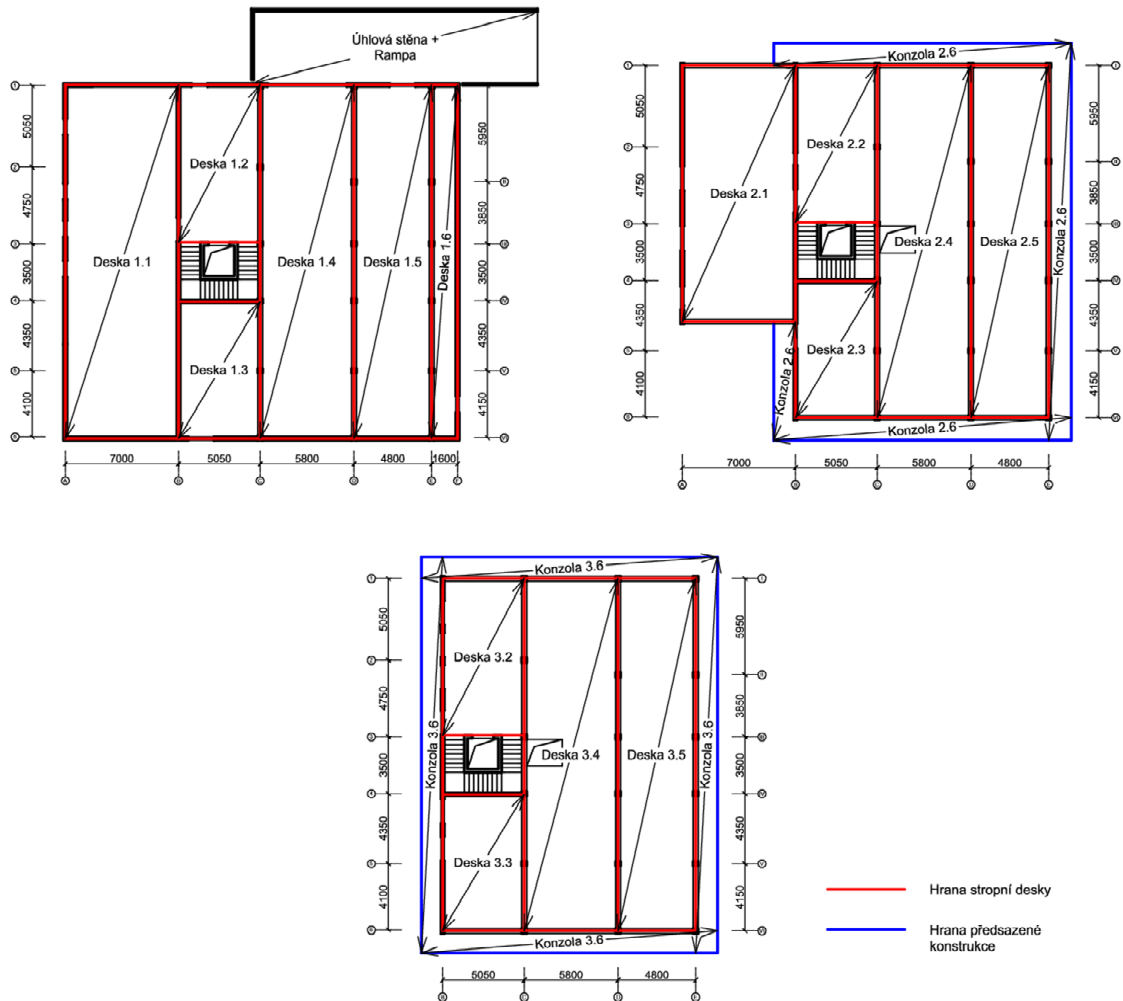 Úhlová stěna +
Rampa
1
2
3
4
5
6
5050
4750
3500
4350
4100
Deska 1.1
Deska 1.2
Deska 1.3
Deska 1.4
Deska 1.5
Deska 1.6
5950
3850
3500
4350
4150
7000
5050
5800
4800
1600
A
B
C
D
E
F
Konzola 2.6
5050
4750
3500
4350
4100
Deska 2.1
Deska 2.2
Deska 2.3
Deska 2.4
Deska 2.5
Konzola 2.6
Konzola 2.6
Konzola 2.6
5950
3850
3500
4350
4150
7000
5050
5800
4800
Konzola 3.6
5050
4750
3500
4350
4100
Konzola 3.6
Deska 3.2
Deska 3.3
Deska 3.4
Deska 3.5
Konzola 3.6
Konzola 3.6
5950
3850
3500
4350
4150
5050
5800
4800
Hrana stropní desky
Hrana předsazené
konstrukce